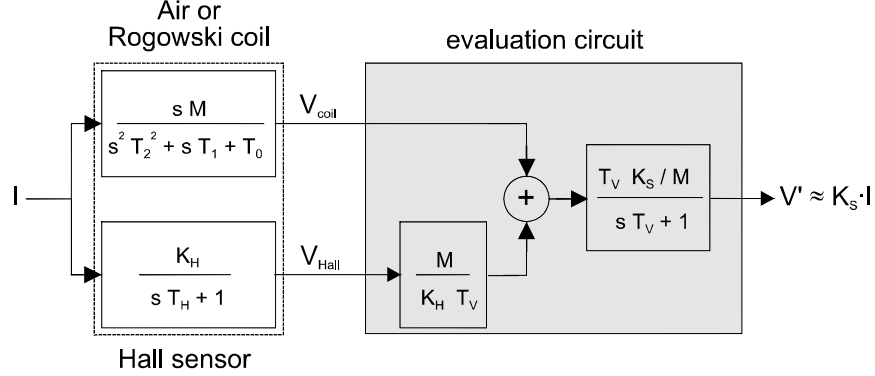 Air or
Rogowski coil
evaluation circuit
s M
s² T₂² + s T₁ + T₀
V_coil
I
+
T_V K_S / M
s T_V + 1
V' ≈ K_S·I
K_H
s T_H + 1
V_Hall
M
K_H T_V
Hall sensor